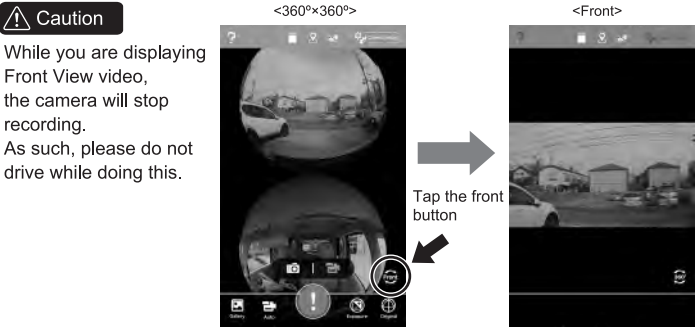 Caution
While you are displaying
Front View video,
the camera will stop
recording.
As such, please do not
drive while doing this.
<360º×360º>
?
Front
Gallery
Auto
!
Exposure
Original
Tap the front
button
<Front>
?
360°